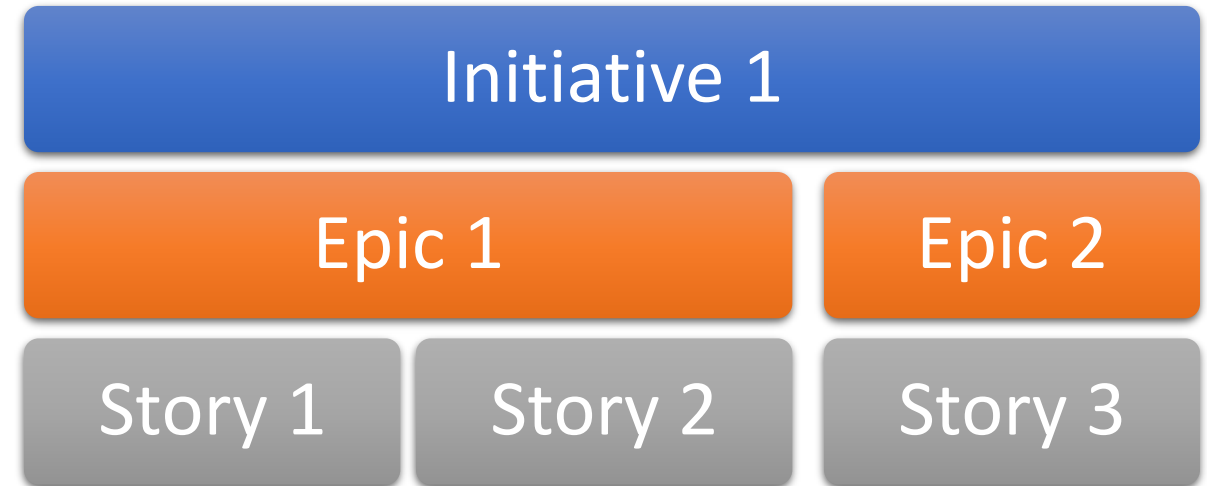 Initiative 1
Epic 1
Epic 2
Story 1
Story 2
Story 3